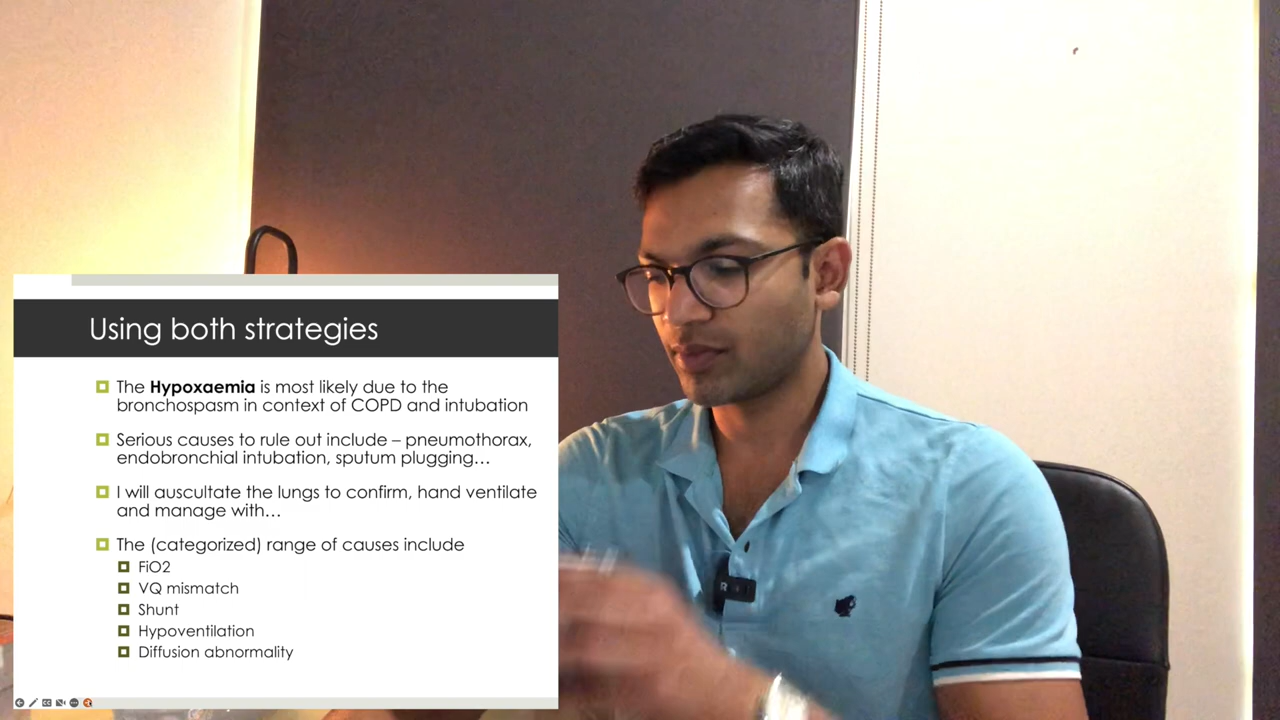 Using both strategies
The Hypoxaemia is most likely due to the
bronchospasm in context of COPD and intubation
Serious causes to rule out include – pneumothorax,
endobronchial intubation, sputum plugging...
I will auscultate the lungs to confirm, hand ventilate
and manage with...
The (categorized) range of causes include
FiO2
VQ mismatch
Shunt
Hypoventilation
Diffusion abnormality